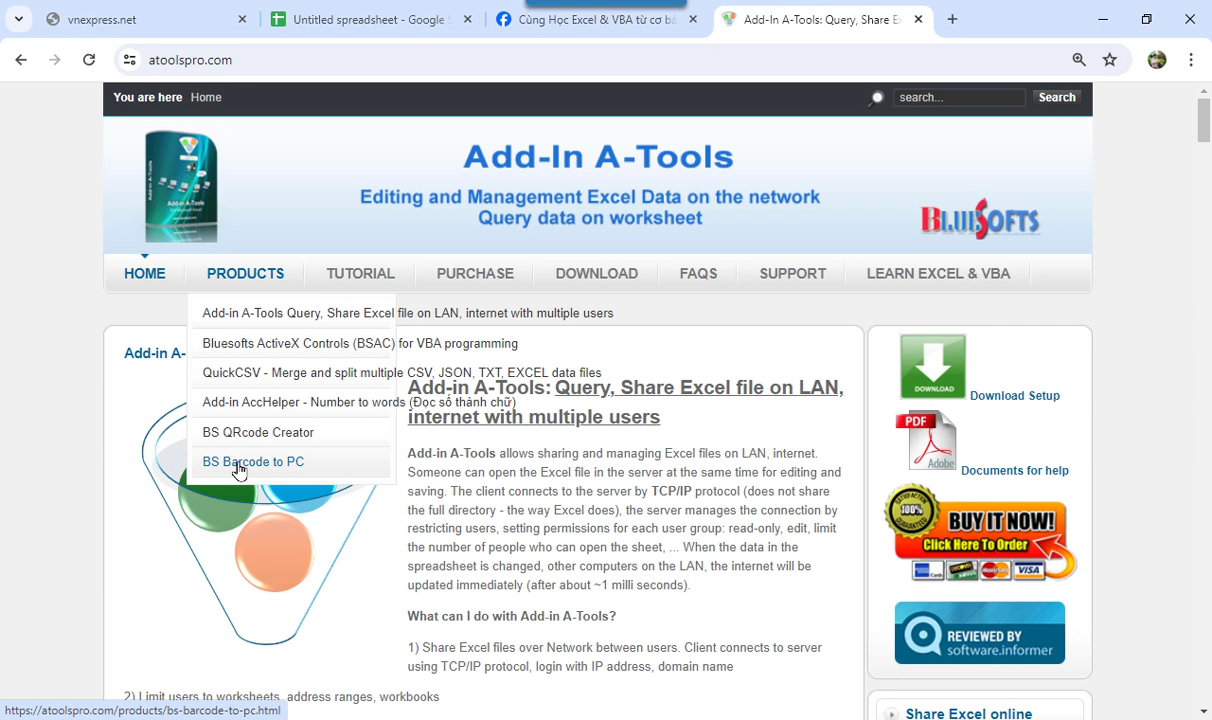 vnexpress.net
Untitled spreadsheet - Google S
Cùng Học Excel & VBA từ cơ bả
Add-In A-Tools: Query, Share Ex
atoolspro.com
You are here Home
search...
Search
Add-In A-Tools
Editing and Management Excel Data on the network
Query data on worksheet
BLUESOFTS
HOME
PRODUCTS
TUTORIAL
PURCHASE
DOWNLOAD
FAQS
SUPPORT
LEARN EXCEL & VBA
Add-in A-Tools Query, Share Excel file on LAN, internet with multiple users
Bluesofts ActiveX Controls (BSAC) for VBA programming
QuickCSV - Merge and split multiple CSV, JSON, TXT, EXCEL data files
Add-in AccHelper - Number to words (Đọc số thành chữ)
BS QRcode Creator
BS Barcode to PC
Add-in A-
Add-in A-Tools: Query, Share Excel file on LAN,
internet with multiple users
Add-in A-Tools allows sharing and managing Excel files on LAN, internet.
Someone can open the Excel file in the server at the same time for editing and
saving. The client connects to the server by TCP/IP protocol (does not share
the full directory - the way Excel does), the server manages the connection by
restricting users, setting permissions for each user group: read-only, edit, limit
the number of people who can open the sheet, ... When the data in the
spreadsheet is changed, other computers on the LAN, the internet will be
updated immediately (after about ~1 milli seconds).
What can I do with Add-in A-Tools?
1) Share Excel files over Network between users. Client connects to server
using TCP/IP protocol, login with IP address, domain name
2) Limit users to worksheets, address ranges, workbooks
DOWNLOAD
Download Setup
PDF
Adobe
Documents for help
SATISFACTION
100%
BUY IT NOW!
Click Here To Order
VISA
REVIEWED BY
software.informer
Share Excel online
https://atoolspro.com/products/bs-barcode-to-pc.html